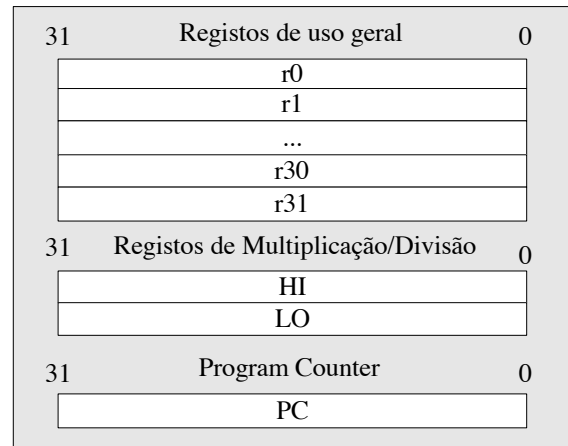 31 Registos de uso geral 0
r0
r1
...
r30
r31
31 Registos de Multiplicação/Divisão 0
HI
LO
31 Program Counter 0
PC